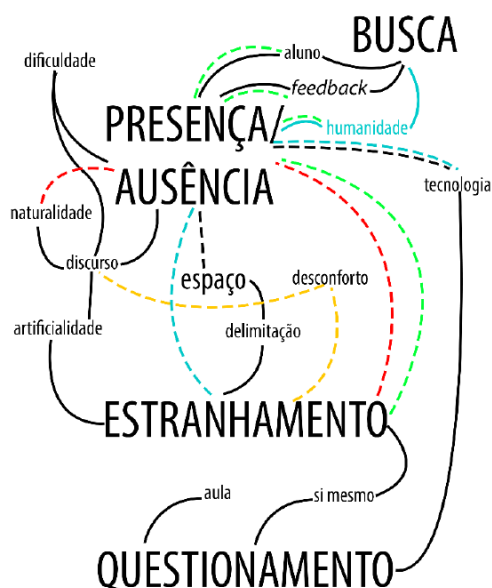 BUSCA
aluno
dificuldade
feedback
PRESENÇA/
humanidade
AUSÊNCIA
tecnologia
naturalidade
discurso
espaço
desconforto
artificialidade
delimitação
ESTRANHAMENTO
aula
si mesmo
QUESTIONAMENTO